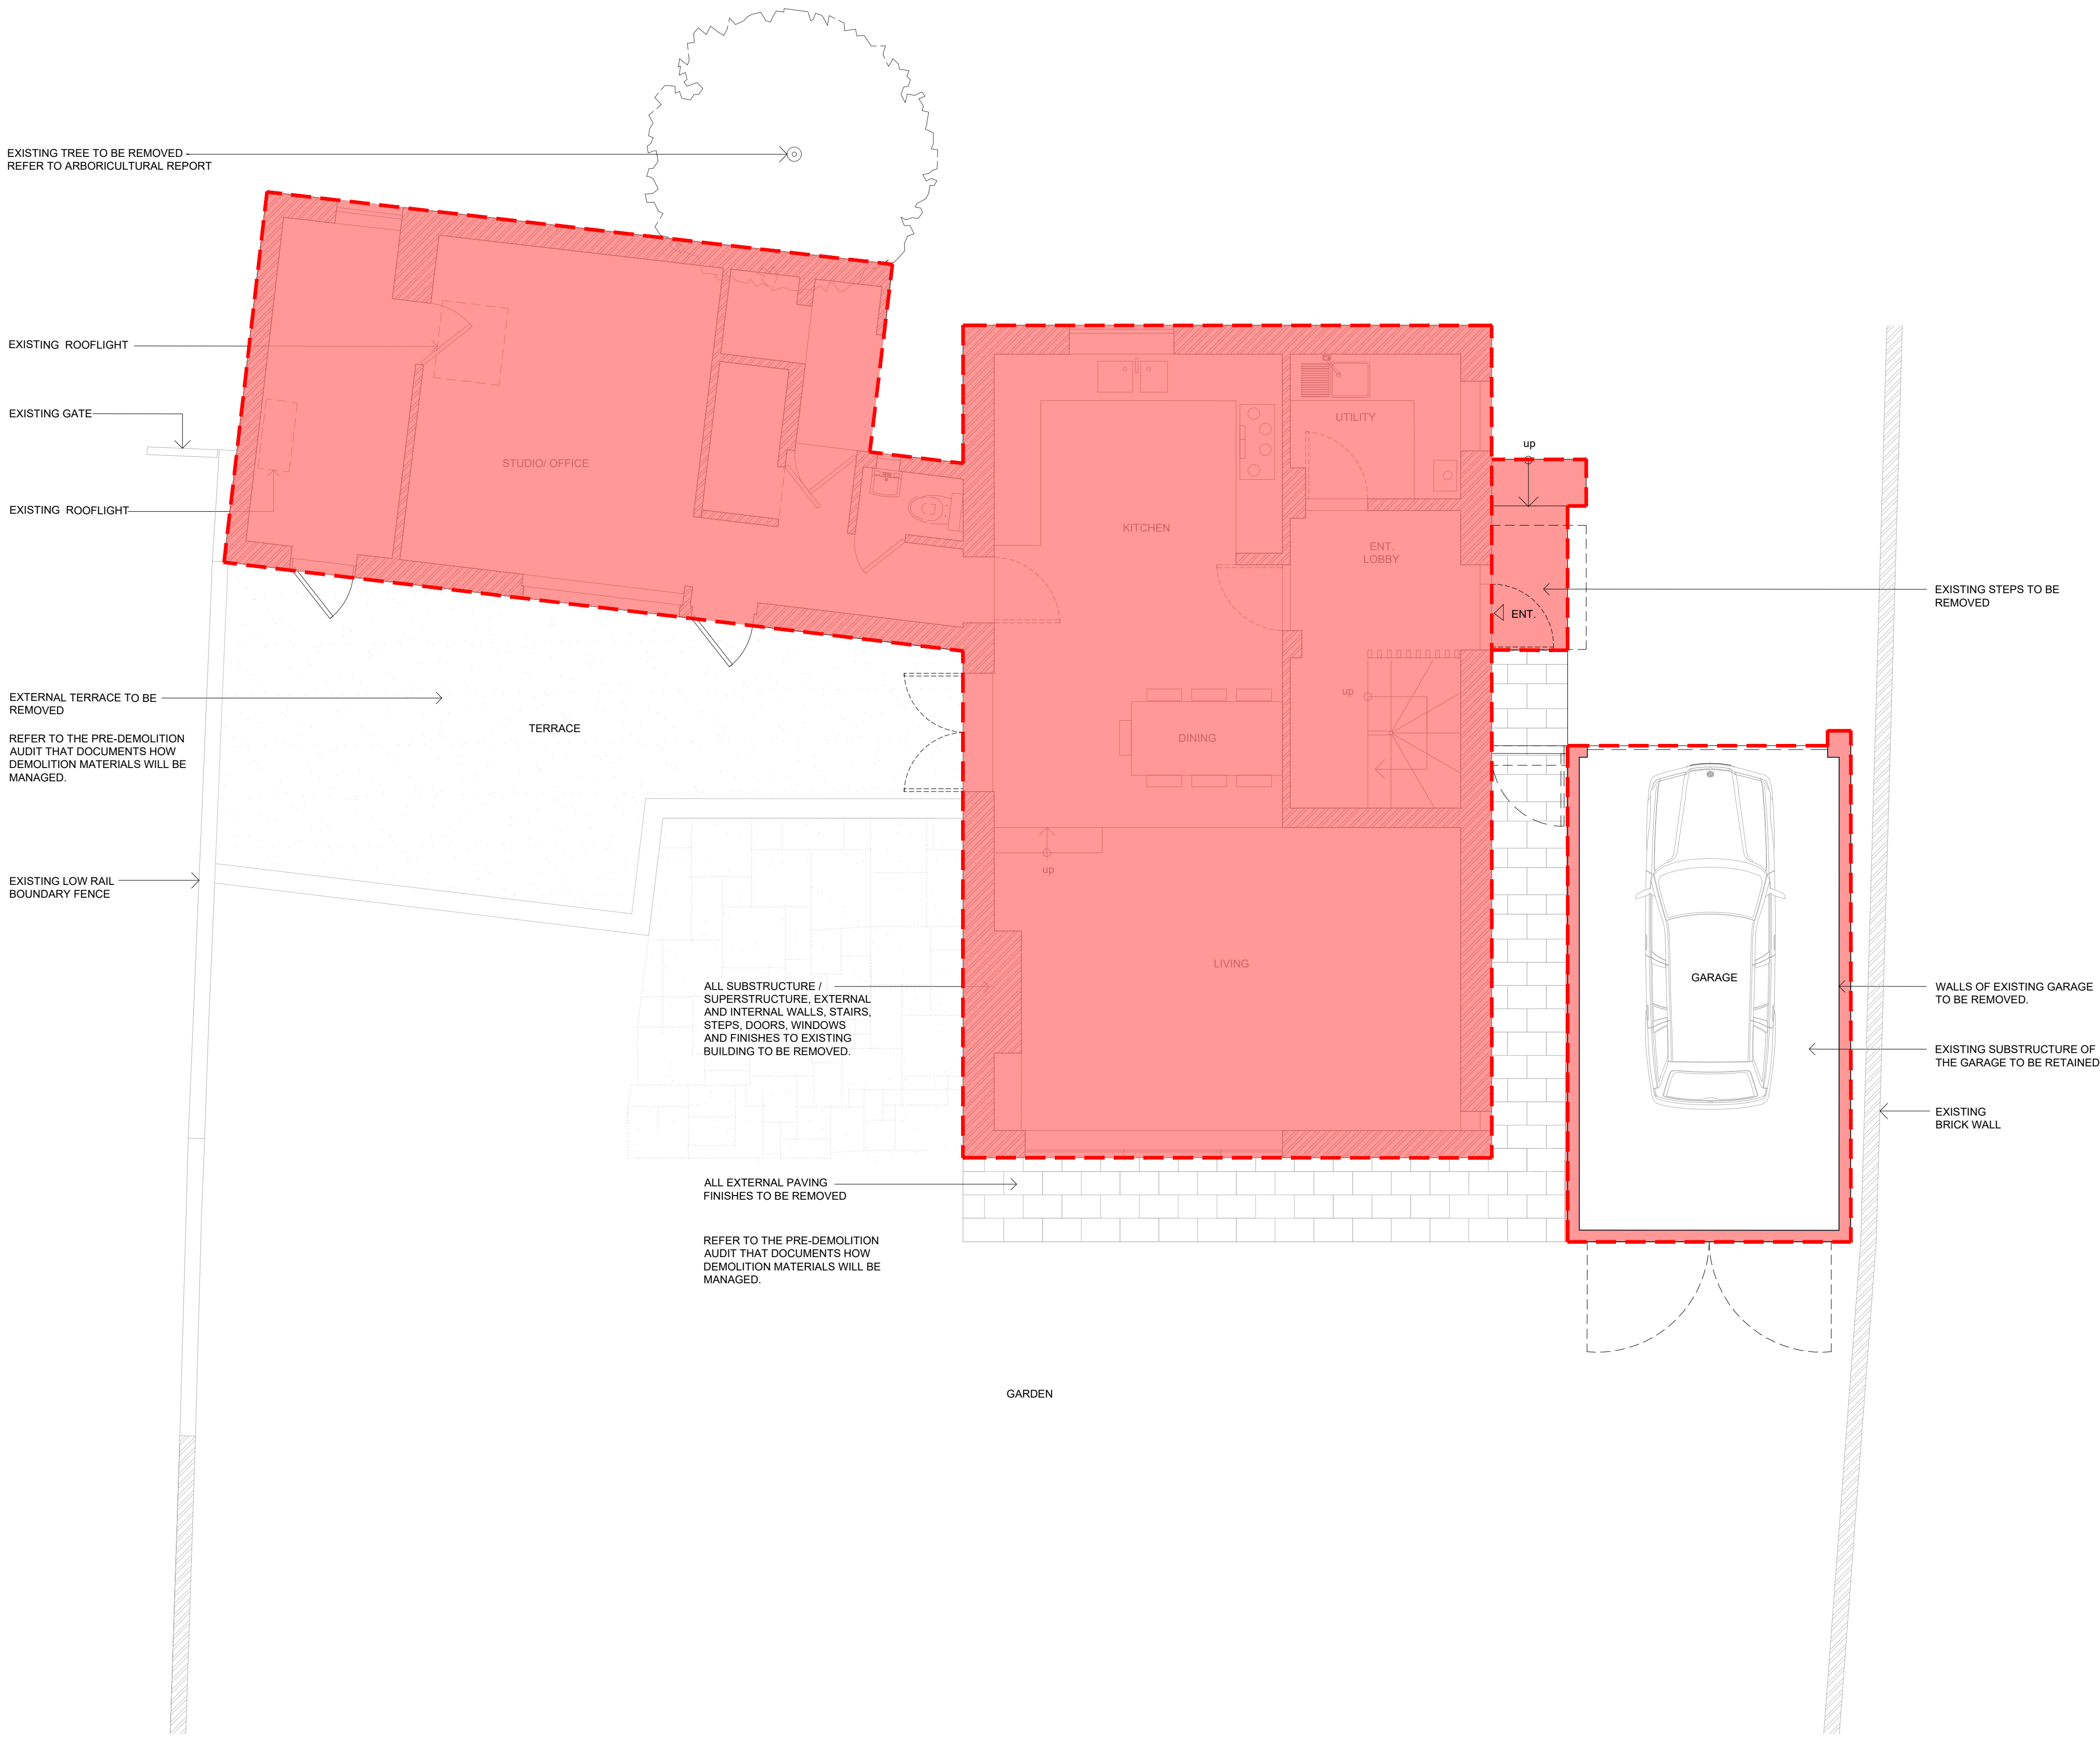 EXISTING TREE TO BE REMOVED -
REFER TO ARBORICULTURAL REPORT
EXISTING ROOFLIGHT
EXISTING GATE
EXISTING ROOFLIGHT
STUDIO/ OFFICE
KITCHEN
UTILITY
ENT.
LOBBY
up
ENT.
EXISTING STEPS TO BE
REMOVED
EXTERNAL TERRACE TO BE
REMOVED
REFER TO THE PRE-DEMOLITION
AUDIT THAT DOCUMENTS HOW
DEMOLITION MATERIALS WILL BE
MANAGED.
TERRACE
up
DINING
EXISTING LOW RAIL
BOUNDARY FENCE
up
LIVING
GARAGE
ALL SUBSTRUCTURE /
SUPERSTRUCTURE, EXTERNAL
AND INTERNAL WALLS, STAIRS,
STEPS, DOORS, WINDOWS
AND FINISHES TO EXISTING
BUILDING TO BE REMOVED.
WALLS OF EXISTING GARAGE
TO BE REMOVED.
EXISTING SUBSTRUCTURE OF
THE GARAGE TO BE RETAINED
EXISTING
BRICK WALL
ALL EXTERNAL PAVING
FINISHES TO BE REMOVED
REFER TO THE PRE-DEMOLITION
AUDIT THAT DOCUMENTS HOW
DEMOLITION MATERIALS WILL BE
MANAGED.
GARDEN